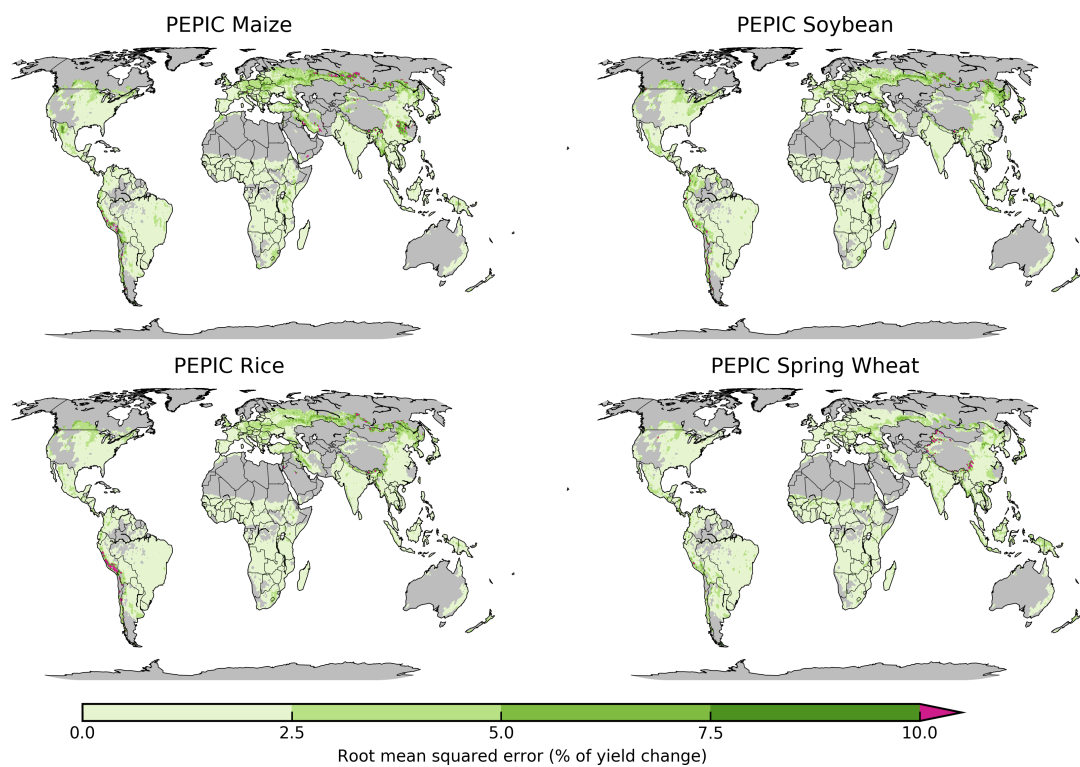 PEPIC Maize
PEPIC Soybean
PEPIC Rice
PEPIC Spring Wheat
0.0 2.5 5.0 7.5 10.0
Root mean squared error (% of yield change)